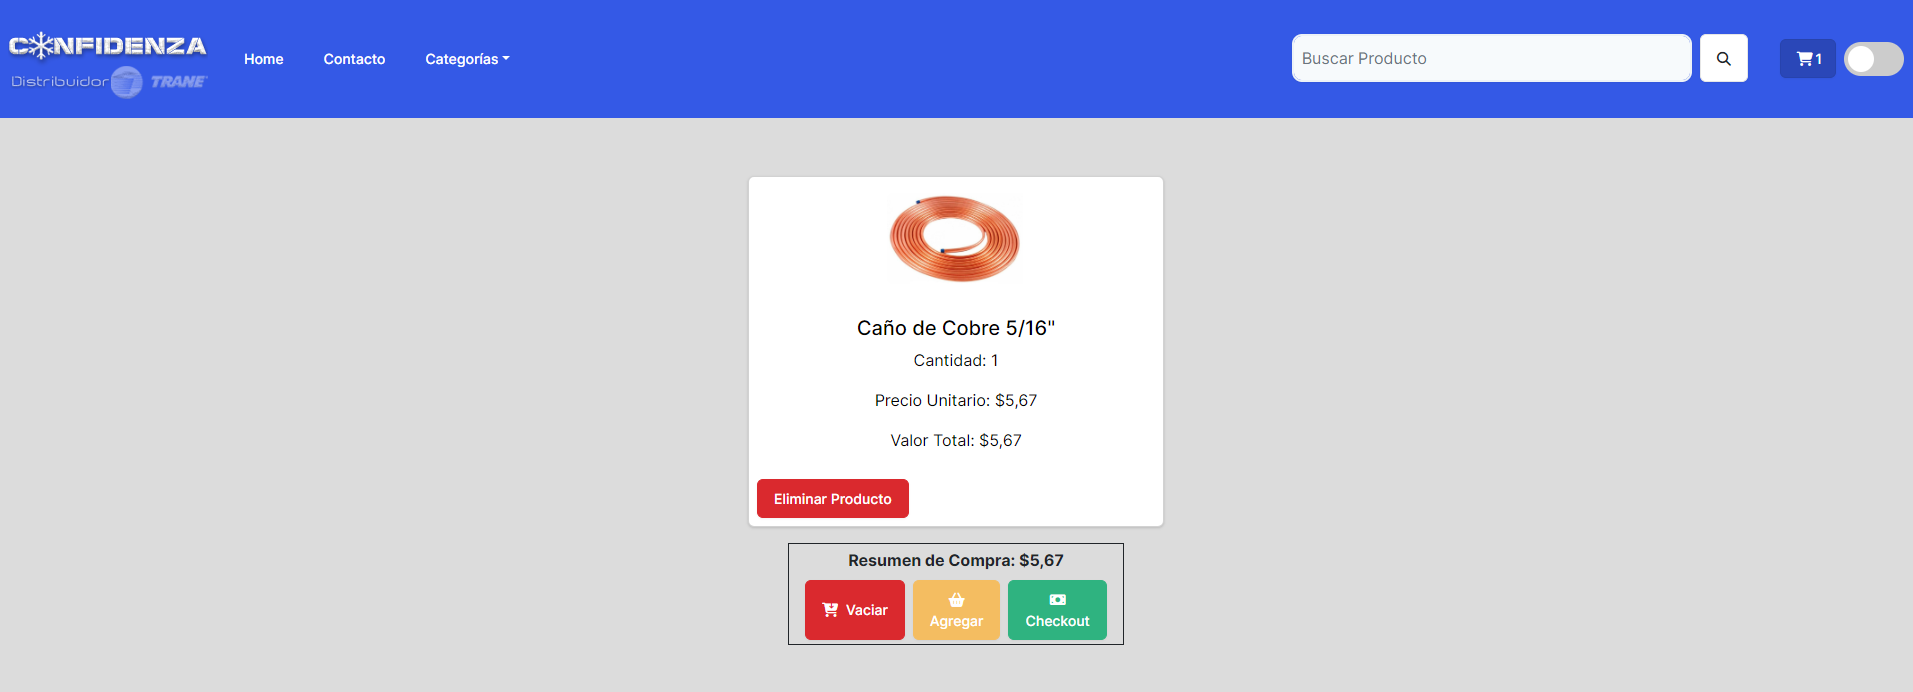 CONFIDENZA
Distribuidor TRANE
Home
Contacto
Categorías
Buscar Producto
1
Caño de Cobre 5/16"
Cantidad: 1
Precio Unitario: $5,67
Valor Total: $5,67
Eliminar Producto
Resumen de Compra: $5,67
Vaciar
Agregar
Checkout